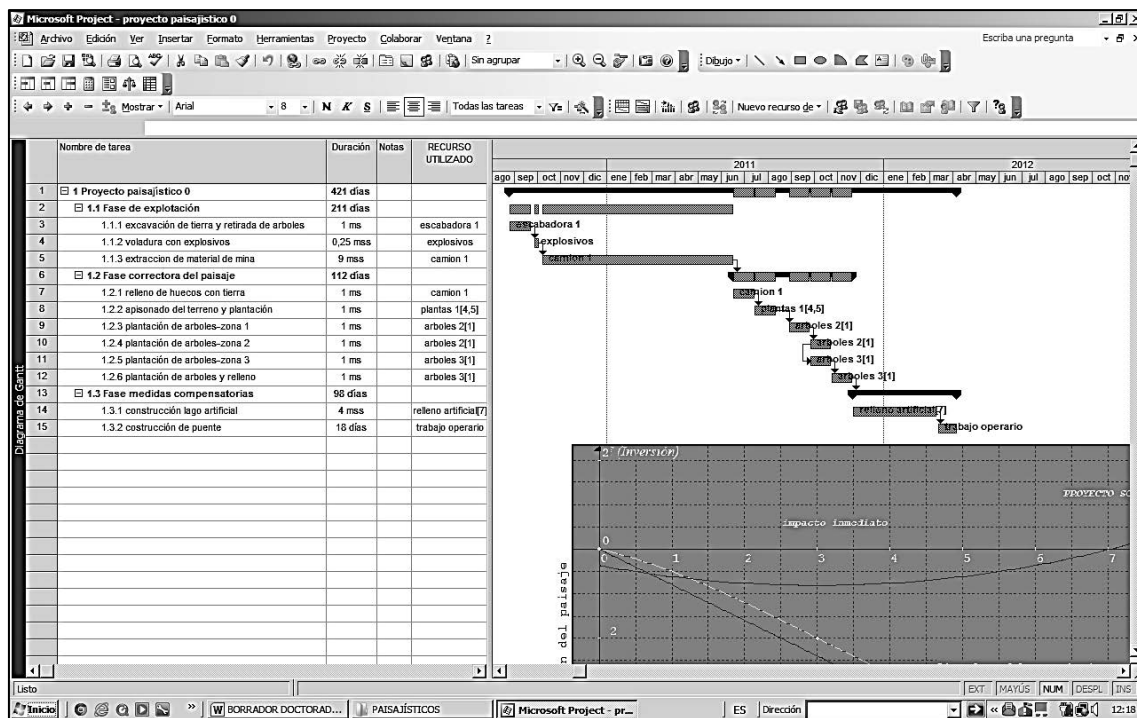 Microsoft Project - proyecto paisajistico 0
Archivo Edición Ver Insertar Formato Herramientas Proyecto Colaborar Ventana ? Escriba una pregunta
Sin agrupar Dibujo
Mostrar Arial 8 N K S Todas las tareas Nuevo recurso de
Nombre de tarea Duración Notas RECURSO UTILIZADO
2011 2012
ago sep oct nov dic ene feb mar abr may jun jul ago sep oct nov dic ene feb mar abr may jun jul ago sep oct
1 1 Proyecto paisajístico 0 421 días
2 1.1 Fase de explotación 211 días
3 1.1.1 excavación de tierra y retirada de arboles 1 ms escabadora 1 escabadora 1
4 1.1.2 voladura con explosivos 0,25 mss explosivos explosivos
5 1.1.3 extraccion de material de mina 9 mss camion 1 camion 1
6 1.2 Fase correctora del paisaje 112 días
7 1.2.1 relleno de huecos con tierra 1 ms camion 1 camion 1
8 1.2.2 apisonado del terreno y plantación 1 ms plantas 1[4,5] plantas 1[4,5]
9 1.2.3 plantación de arboles-zona 1 1 ms arboles 2[1] arboles 2[1]
10 1.2.4 plantación de arboles-zona 2 1 ms arboles 2[1] arboles 2[1]
11 1.2.5 plantación de arboles-zona 3 1 ms arboles 3[1] arboles 3[1]
12 1.2.6 plantación de arboles y relleno 1 ms arboles 3[1] arboles 3[1]
13 1.3 Fase medidas compensatorias 98 días
14 1.3.1 construcción lago artificial 4 mss relleno artificial[7] relleno artificial[7]
15 1.3.2 costrucción de puente 18 días trabajo operario trabajo operario
Diagrama de Gantt
2 (Inversión)
PROYECTO
impacto inmediato
0
0 1 2 3 4 5 6 7
2
n del paisaje
Listo EXT MAYÚS NUM DESPL INS
Inicio » BORRADOR DOCTORAD... PAISAJÍSTICOS Microsoft Project - pr... ES Dirección « 12:18